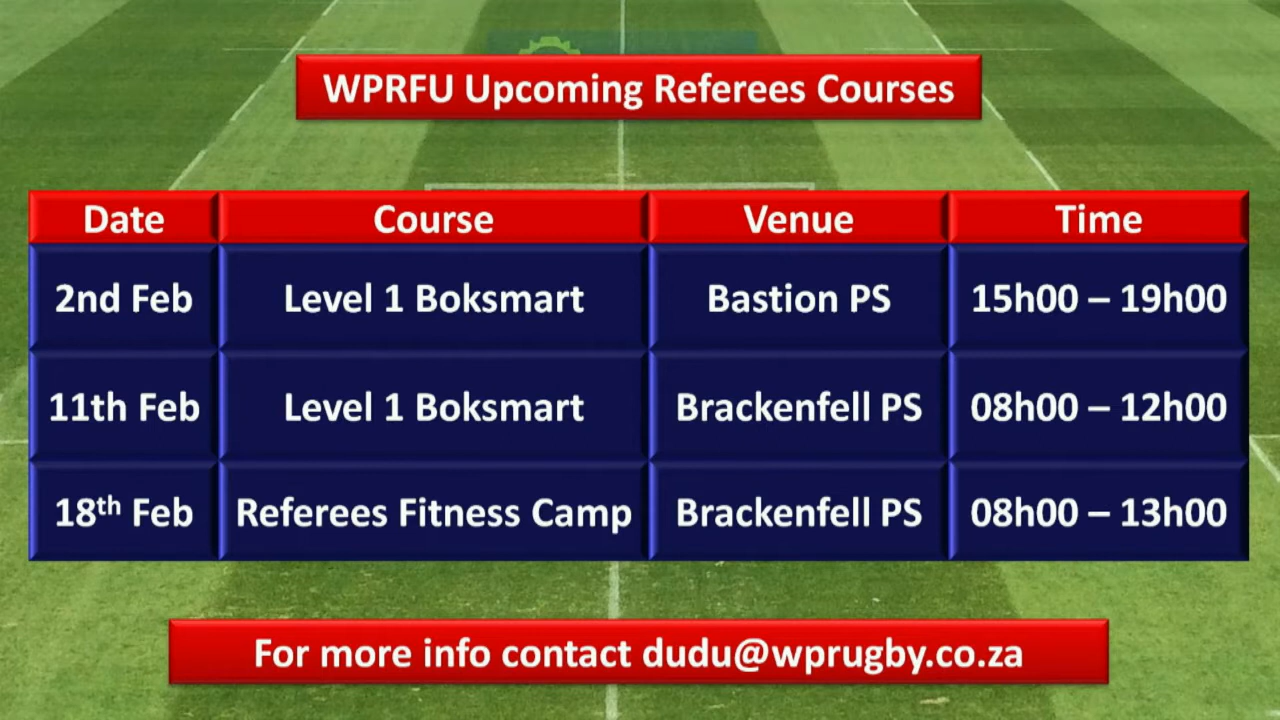 WPRFU Upcoming Referees Courses
Date Course Venue Time
2nd Feb Level 1 Boksmart Bastion PS 15h00 – 19h00
11th Feb Level 1 Boksmart Brackenfell PS 08h00 – 12h00
18th Feb Referees Fitness Camp Brackenfell PS 08h00 – 13h00
For more info contact dudu@wprugby.co.za